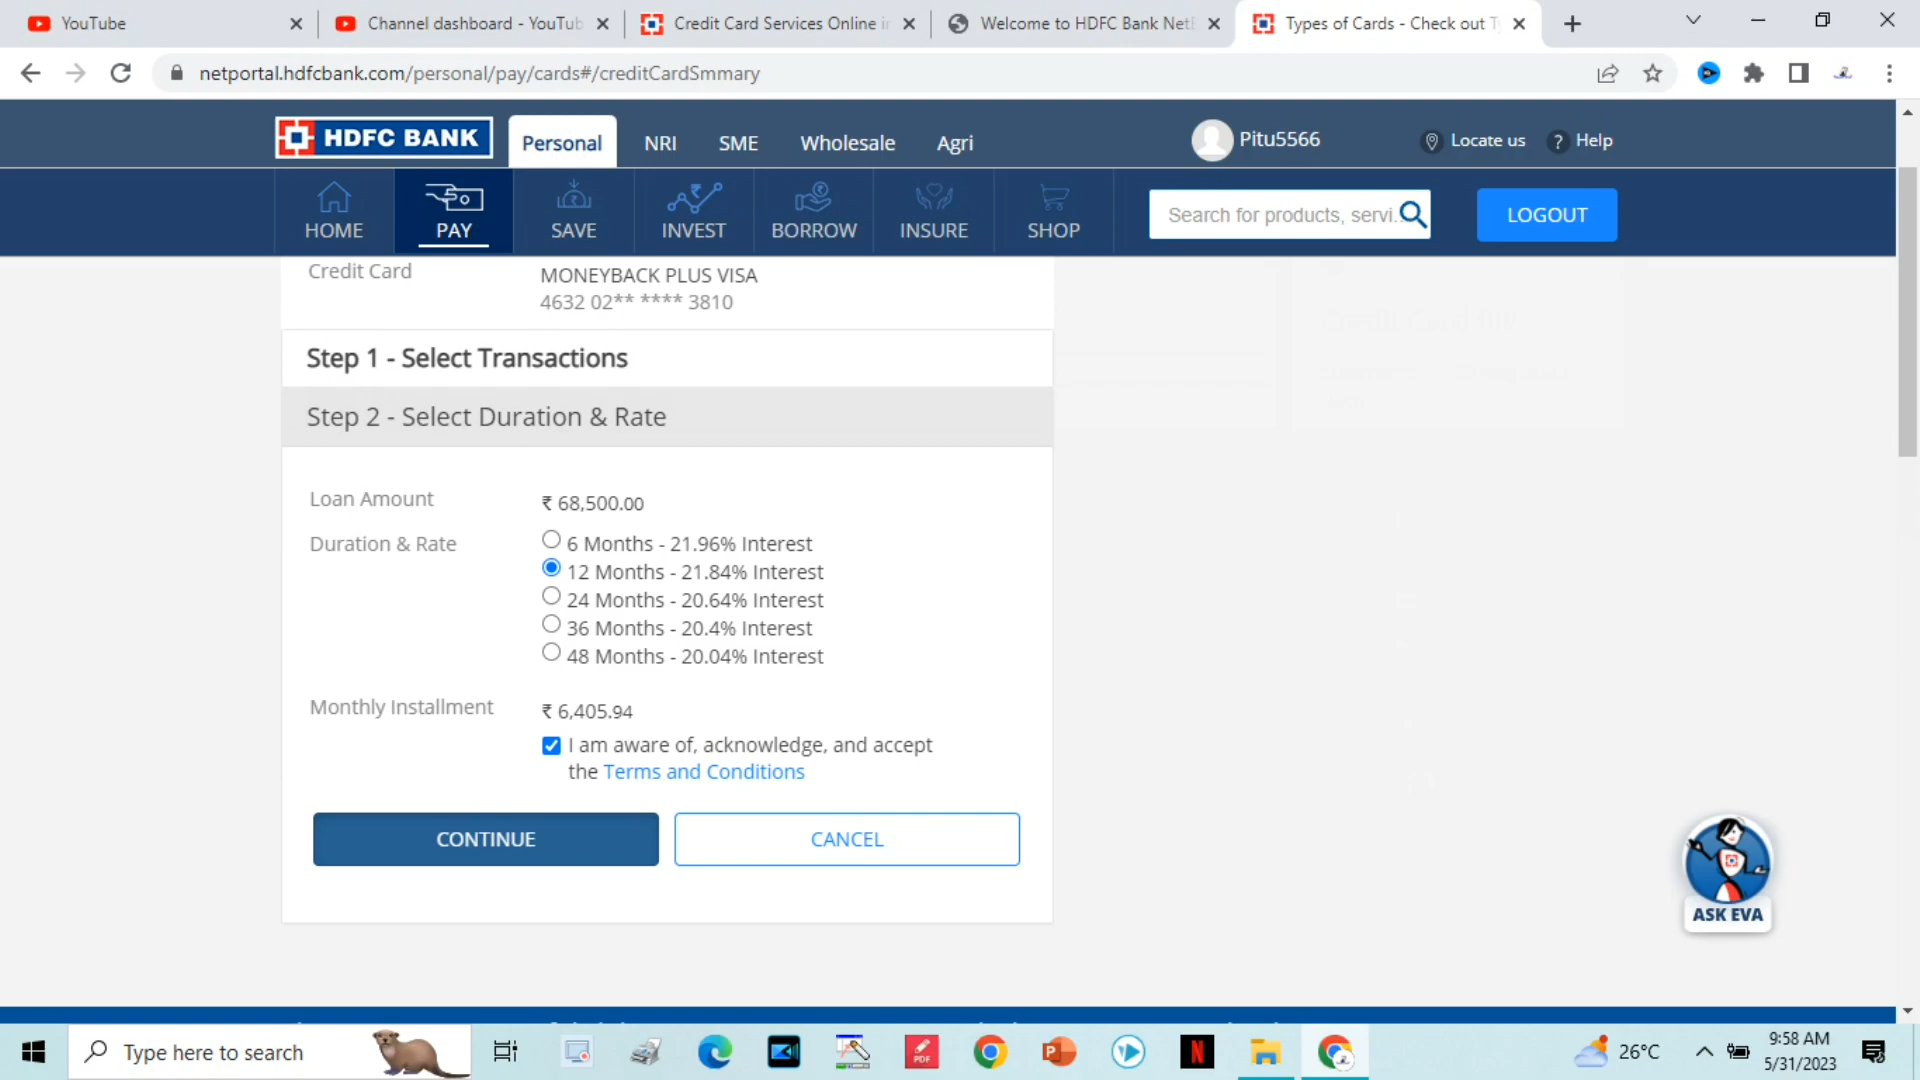 YouTube
Channel dashboard - YouTub
Credit Card Services Online in
Welcome to HDFC Bank NetB
Types of Cards - Check out Ty
netportal.hdfcbank.com/personal/pay/cards#/creditCardSmmary
HDFC BANK
Personal
NRI
SME
Wholesale
Agri
Pitu5566
Locate us
? Help
HOME
PAY
SAVE
INVEST
BORROW
INSURE
SHOP
Search for products, servi..
LOGOUT
Credit Card
MONEYBACK PLUS VISA
4632 02** **** 3810
Step 1 - Select Transactions
Step 2 - Select Duration & Rate
Loan Amount
₹ 68,500.00
Duration & Rate
6 Months - 21.96% Interest
12 Months - 21.84% Interest
24 Months - 20.64% Interest
36 Months - 20.4% Interest
48 Months - 20.04% Interest
Monthly Installment
₹ 6,405.94
I am aware of, acknowledge, and accept
the Terms and Conditions
CONTINUE
CANCEL
ASK EVA
Type here to search
PDF
P
N
26°C
9:58 AM
5/31/2023